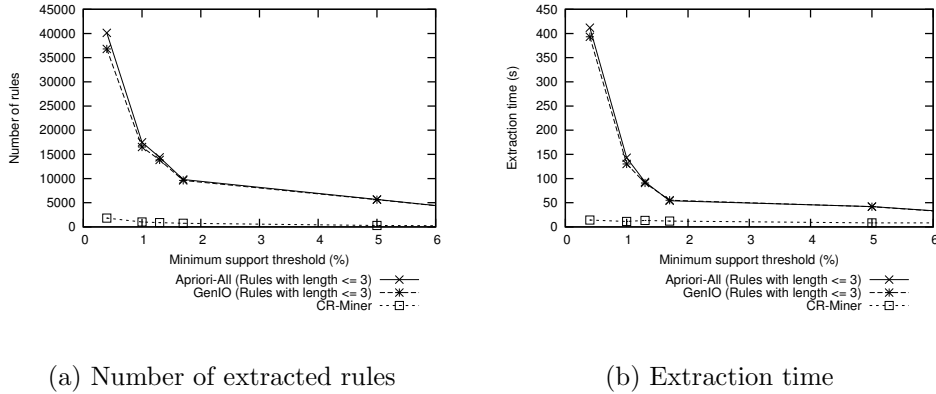 50000
45000
40000
35000
30000
25000
20000
15000
10000
5000
0
Number of rules
0 1 2 3 4 5 6
Minimum support threshold (%)
Apriori-All (Rules with length <= 3)
GenIO (Rules with length <= 3)
CR-Miner
(a) Number of extracted rules
450
400
350
300
250
200
150
100
50
0
Extraction time (s)
0 1 2 3 4 5 6
Minimum support threshold (%)
Apriori-All (Rules with length <= 3)
GenIO (Rules with length <= 3)
CR-Miner
(b) Extraction time